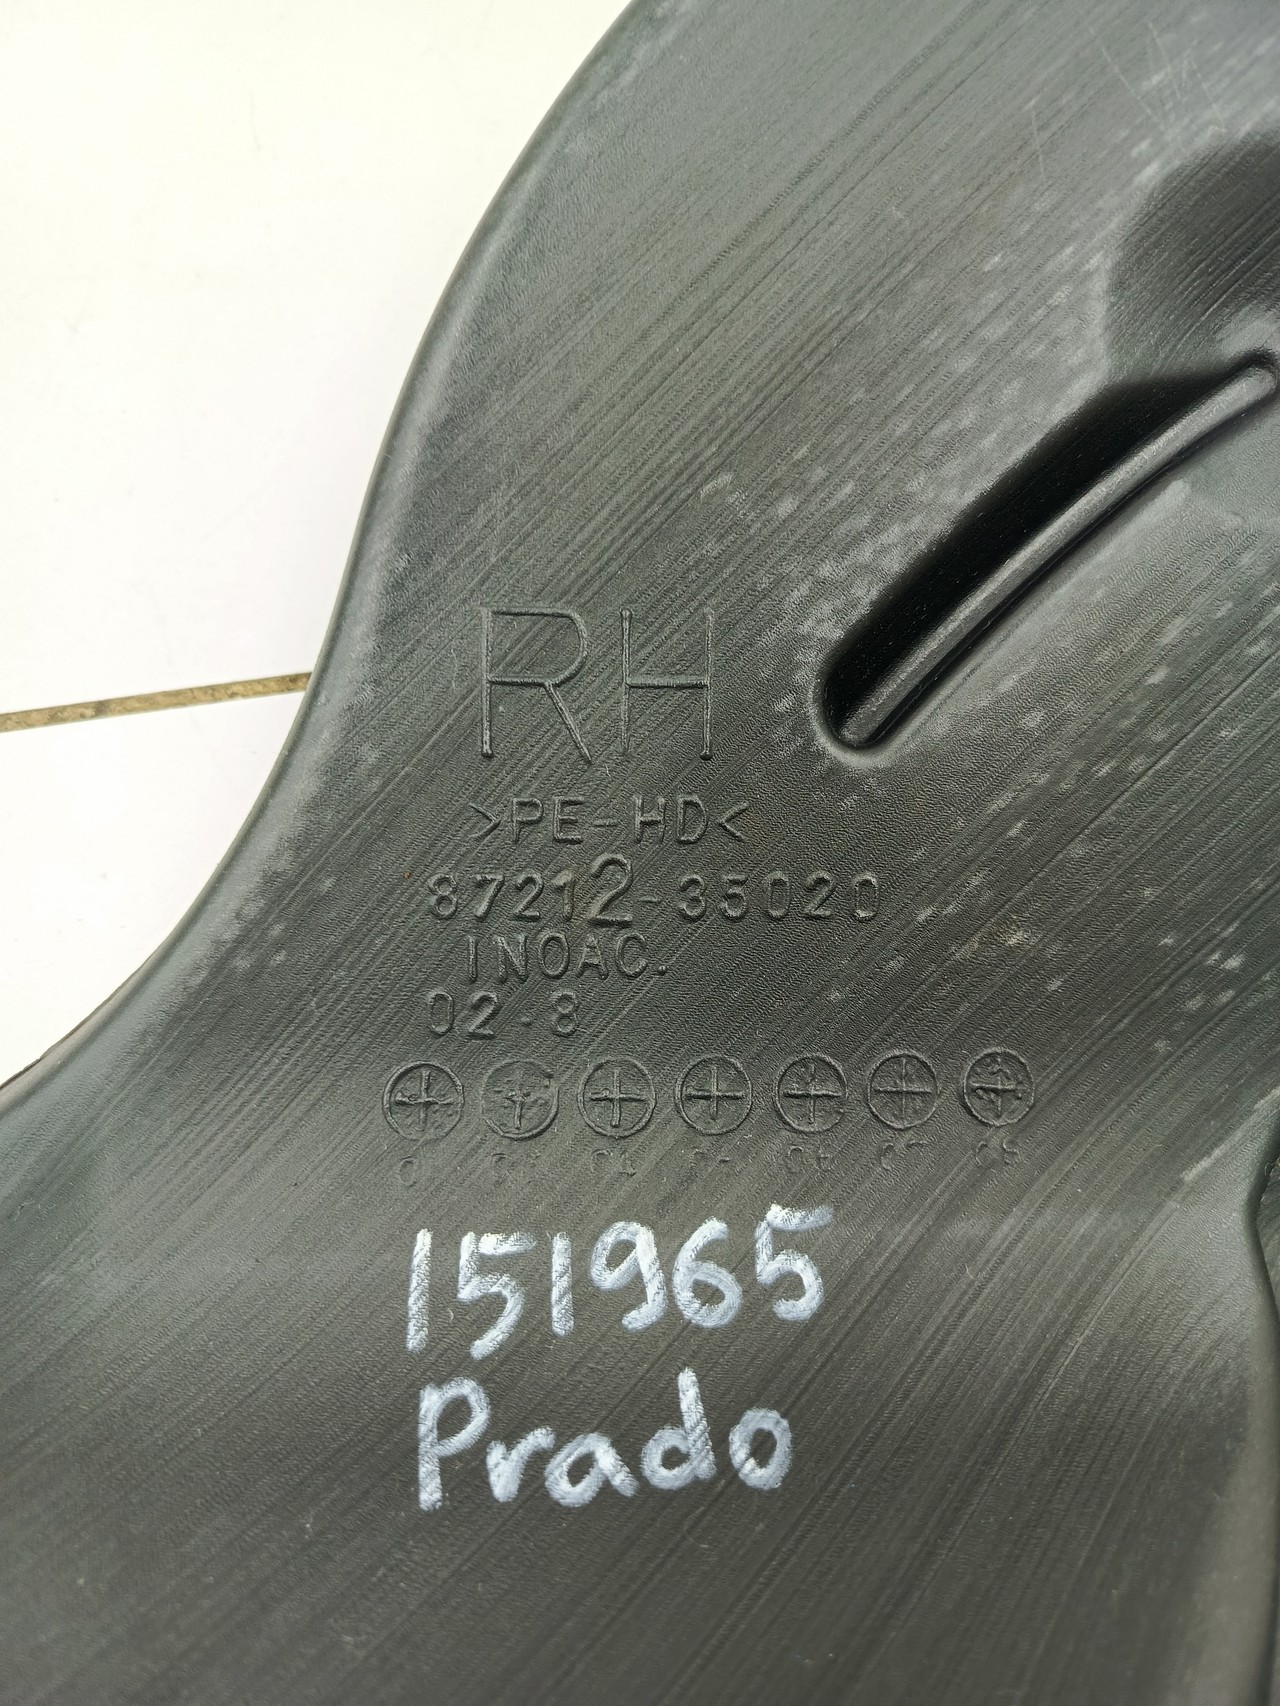 RH
>PE-HD<
87212-35020
INOAC.
02.8
151965
Prado